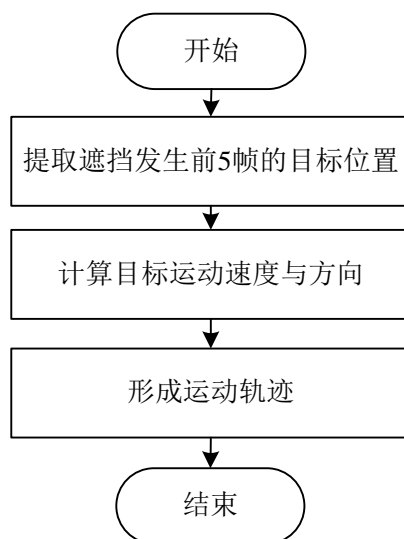 开始
提取遮挡发生前5帧的目标位置
计算目标运动速度与方向
形成运动轨迹
结束